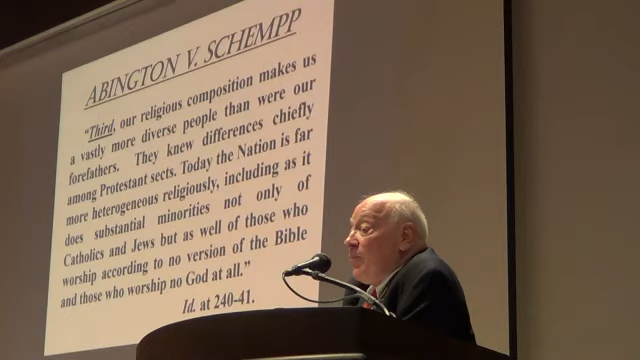 ABINGTON V. SCHEMPP
"Third, our religious composition makes us
a vastly more diverse people than were our
forefathers. They knew differences chiefly
among Protestant sects. Today the Nation is far
more heterogeneous religiously, including as it
does substantial minorities not only of
Catholics and Jews but as well of those who
worship according to no version of the Bible
and those who worship no God at all."
Id. at 240-41.